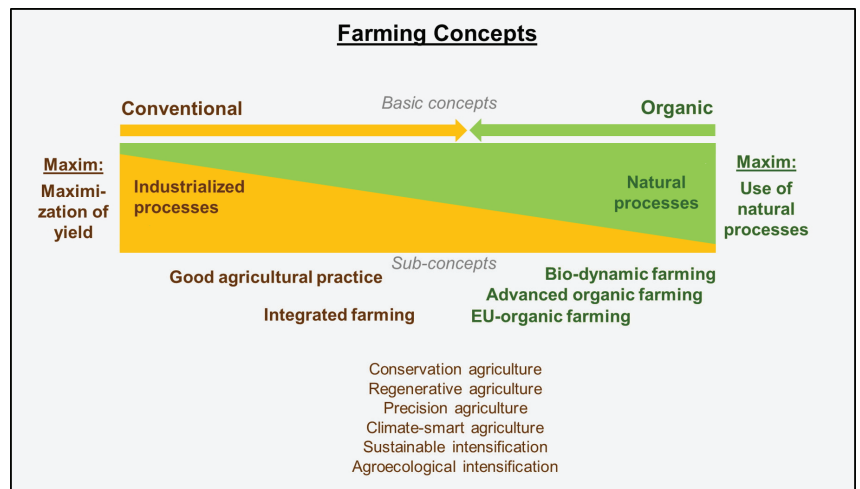 Farming Concepts
Basic concepts
Conventional
Organic
Maxim:
Maximi-
zation of
yield
Industrialized
processes
Natural
processes
Maxim:
Use of
natural
processes
Sub-concepts
Good agricultural practice
Bio-dynamic farming
Advanced organic farming
Integrated farming
EU-organic farming
Conservation agriculture
Regenerative agriculture
Precision agriculture
Climate-smart agriculture
Sustainable intensification
Agroecological intensification